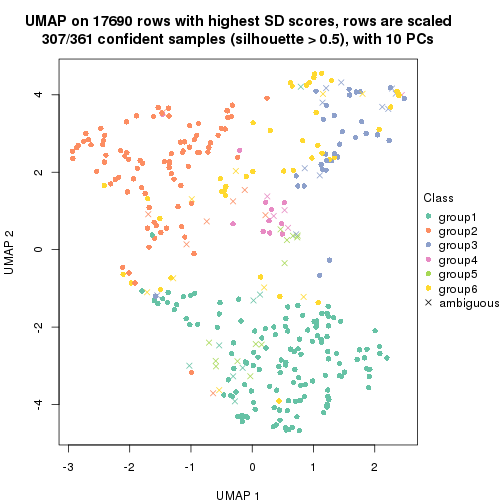 UMAP on 17690 rows with highest SD scores, rows are scaled
307/361 confident samples (silhouette > 0.5), with 10 PCs
4
2
0
-2
-4
UMAP 2
-3 -2 -1 0 1 2
UMAP 1
Class
group1
group2
group3
group4
group5
group6
ambiguous